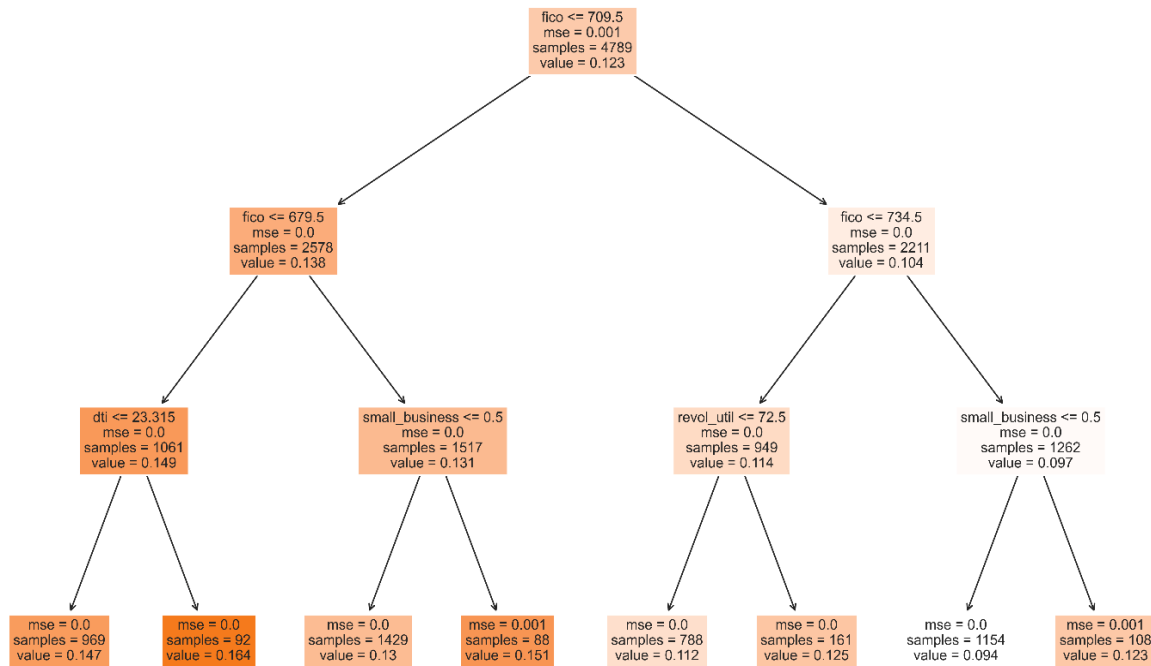 fico <= 709.5
mse = 0.001
samples = 4789
value = 0.123
fico <= 679.5
mse = 0.0
samples = 2578
value = 0.138
fico <= 734.5
mse = 0.0
samples = 2211
value = 0.104
dti <= 23.315
mse = 0.0
samples = 1061
value = 0.149
small_business <= 0.5
mse = 0.0
samples = 1517
value = 0.131
revol_util <= 72.5
mse = 0.0
samples = 949
value = 0.114
small_business <= 0.5
mse = 0.0
samples = 1262
value = 0.097
mse = 0.0
samples = 969
value = 0.147
mse = 0.0
samples = 92
value = 0.164
mse = 0.0
samples = 1429
value = 0.13
mse = 0.001
samples = 88
value = 0.151
mse = 0.0
samples = 788
value = 0.112
mse = 0.0
samples = 161
value = 0.125
mse = 0.0
samples = 1154
value = 0.094
mse = 0.001
samples = 108
value = 0.123